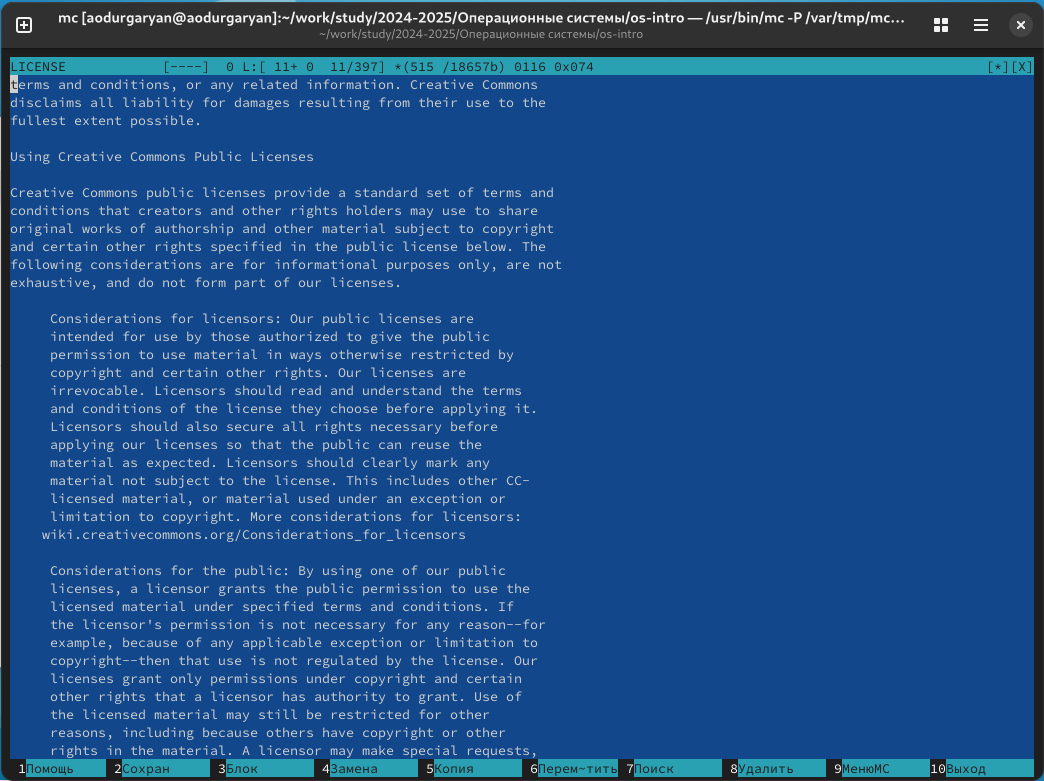 mc [aodurgaryan@aodurgaryan]:~/work/study/2024-2025/Операционные системы/os-intro — /usr/bin/mc -P /var/tmp/mc…
~/work/study/2024-2025/Операционные системы/os-intro
LICENSE [----] 0 L:[ 11+ 0 11/397] *(515 /18657b) 0116 0x074 [*][X]
terms and conditions, or any related information. Creative Commons
disclaims all liability for damages resulting from their use to the
fullest extent possible.
Using Creative Commons Public Licenses
Creative Commons public licenses provide a standard set of terms and
conditions that creators and other rights holders may use to share
original works of authorship and other material subject to copyright
and certain other rights specified in the public license below. The
following considerations are for informational purposes only, are not
exhaustive, and do not form part of our licenses.
Considerations for licensors: Our public licenses are
intended for use by those authorized to give the public
permission to use material in ways otherwise restricted by
copyright and certain other rights. Our licenses are
irrevocable. Licensors should read and understand the terms
and conditions of the license they choose before applying it.
Licensors should also secure all rights necessary before
applying our licenses so that the public can reuse the
material as expected. Licensors should clearly mark any
material not subject to the license. This includes other CC-
licensed material, or material used under an exception or
limitation to copyright. More considerations for licensors:
wiki.creativecommons.org/Considerations_for_licensors
Considerations for the public: By using one of our public
licenses, a licensor grants the public permission to use the
licensed material under specified terms and conditions. If
the licensor's permission is not necessary for any reason--for
example, because of any applicable exception or limitation to
copyright--then that use is not regulated by the license. Our
licenses grant only permissions under copyright and certain
other rights that a licensor has authority to grant. Use of
the licensed material may still be restricted for other
reasons, including because others have copyright or other
rights in the material. A licensor may make special requests,
1Помощь 2Сохран 3Блок 4Замена 5Копия 6Перем~тить 7Поиск 8Удалить 9МенюMC 10Выход